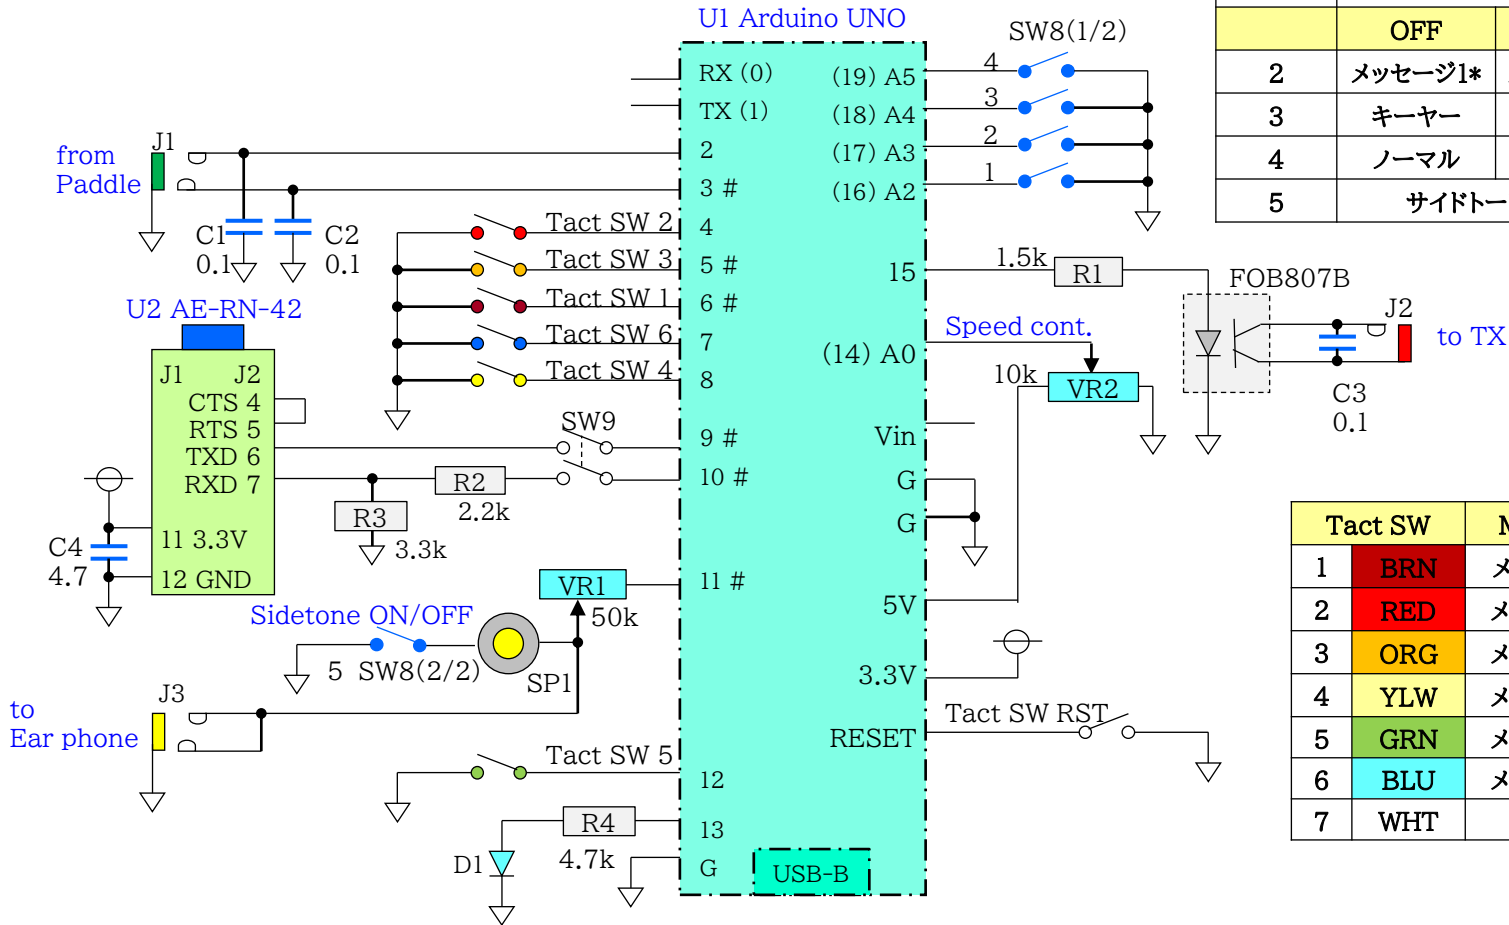 U1 Arduino UNO
SW8(1/2)
RX (0)
TX (1)
2
3 #
4
5 #
6 #
7
8
9 #
10 #
11 #
12
13
G
(19) A5
(18) A4
(17) A3
(16) A2
15
(14) A0
Vin
G
G
5V
3.3V
RESET
USB-B
4
3
2
1
from
Paddle
J1
C1
0.1
C2
0.1
Tact SW 2
Tact SW 3
Tact SW 1
Tact SW 6
Tact SW 4
U2 AE-RN-42
J1 J2
CTS 4
RTS 5
TXD 6
RXD 7
11 3.3V
12 GND
C4
4.7
SW9
R2
2.2k
R3
3.3k
VR1
50k
Sidetone ON/OFF
5 SW8(2/2)
SP1
to
Ear phone
J3
Tact SW 5
R4
4.7k
D1
1.5k
R1
FOB807B
J2
to TX
C3
0.1
Speed cont.
10k
VR2
Tact SW RST
OFF
2 メッセージ1*
3 キーヤー
4 ノーマル
5 サイドトー
Tact SW
1 BRN
2 RED
3 ORG
4 YLW
5 GRN
6 BLU
7 WHT